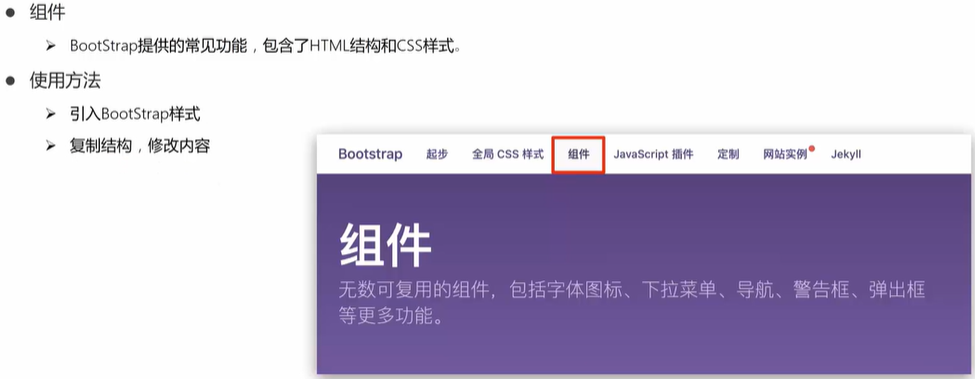 ● 组件
➤ BootStrap提供的常见功能，包含了HTML结构和CSS样式。
● 使用方法
➤ 引入BootStrap样式
➤ 复制结构，修改内容
Bootstrap 起步 全局 CSS 样式 组件 JavaScript 插件 定制 网站实例 Jekyll
组件
无数可复用的组件，包括字体图标、下拉菜单、导航、警告框、弹出框
等更多功能。